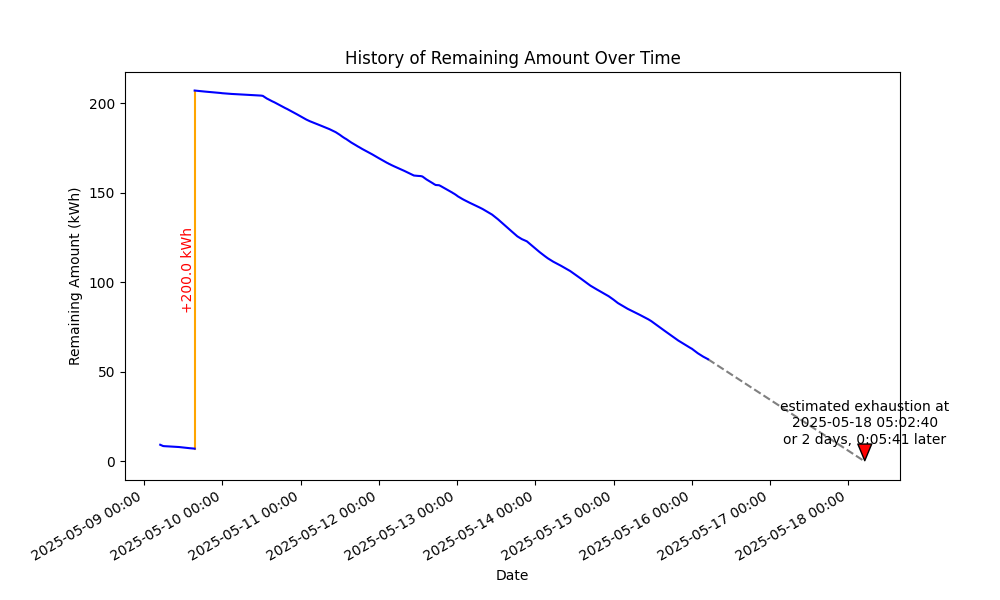 History of Remaining Amount Over Time
Remaining Amount (kWh)
200
150
100
50
0
+200.0 kWh
estimated exhaustion at
2025-05-18 05:02:40
or 2 days, 0:05:41 later
2025-05-09 00:00
2025-05-10 00:00
2025-05-11 00:00
2025-05-12 00:00
2025-05-13 00:00
2025-05-14 00:00
2025-05-15 00:00
2025-05-16 00:00
2025-05-17 00:00
2025-05-18 00:00
Date